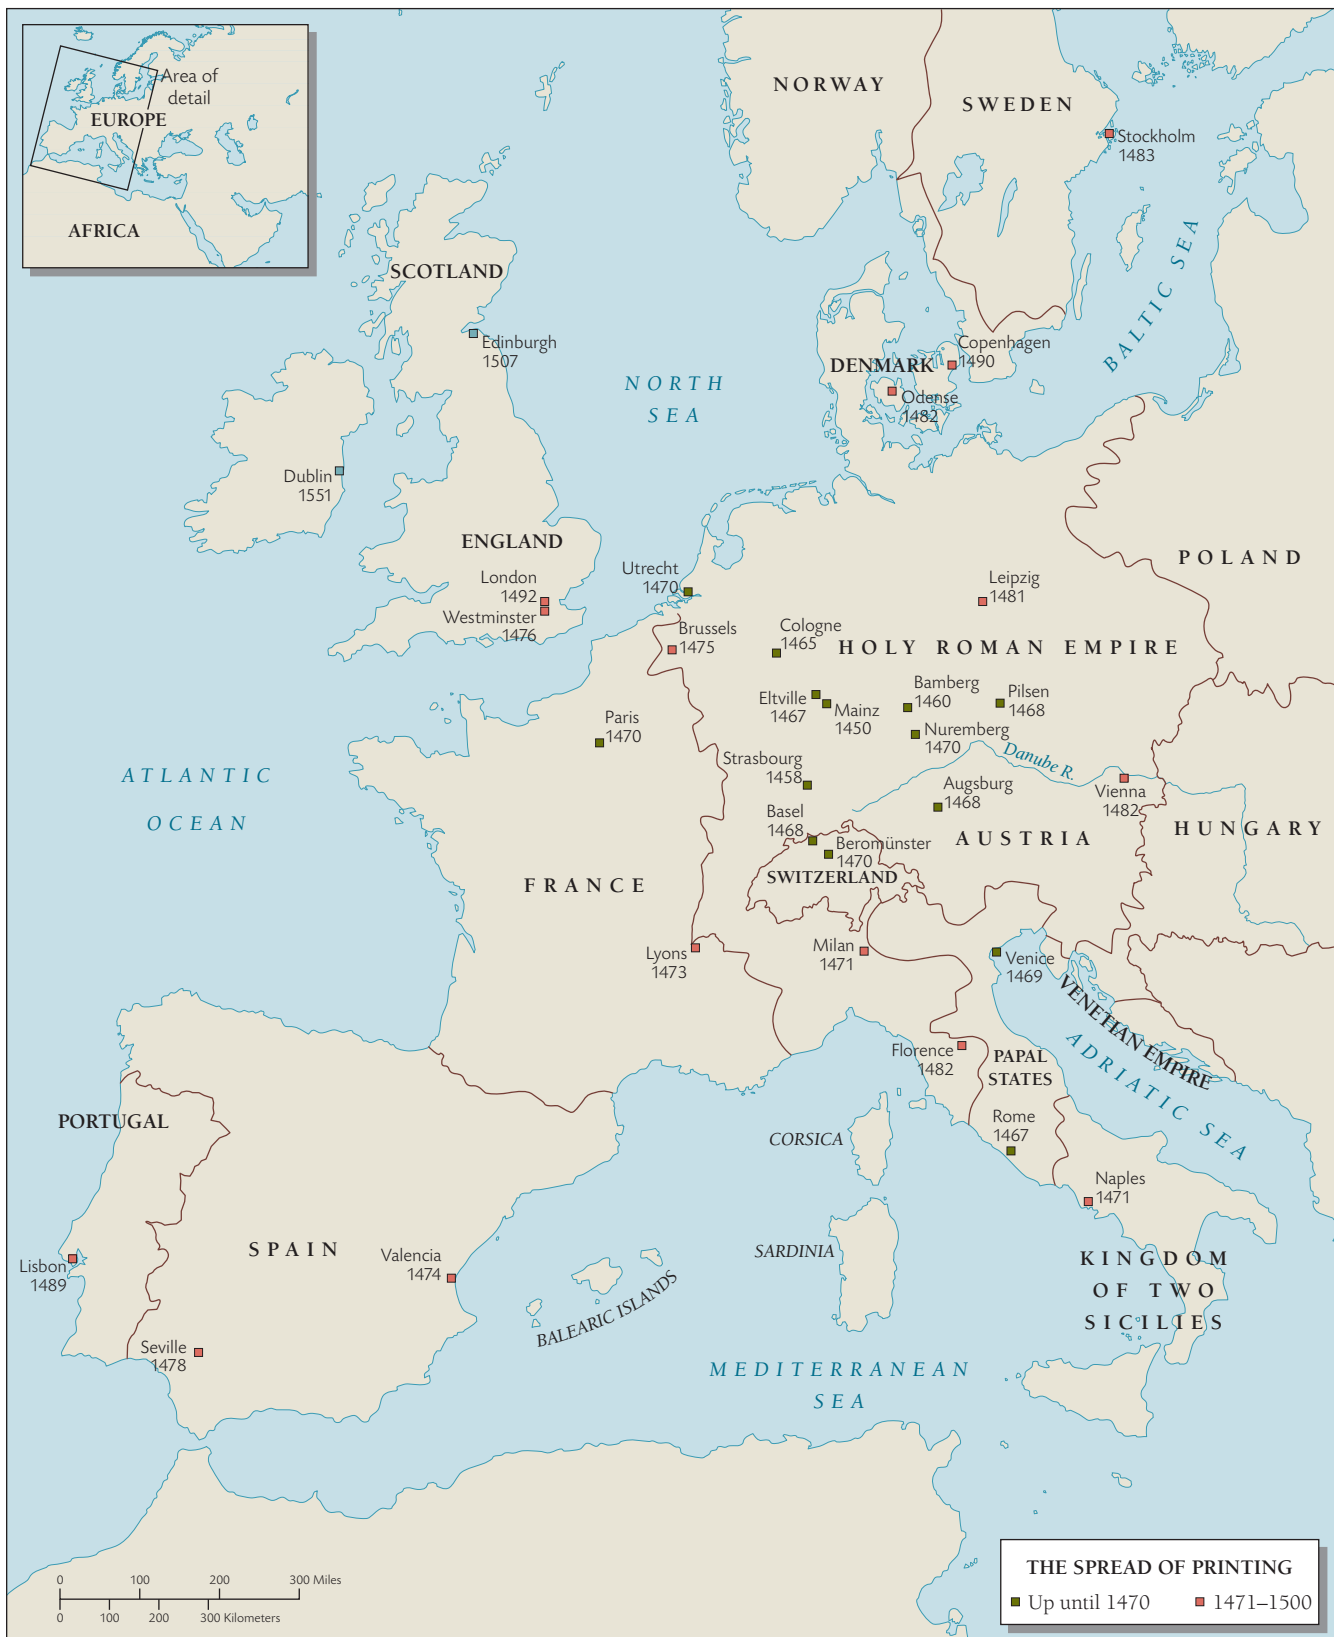 Area of
detail
EUROPE
AFRICA
NORWAY
SWEDEN
Stockholm
1483
SCOTLAND
Edinburgh
1507
NORTH
SEA
BALTIC SEA
Copenhagen
1490
DENMARK
Odense
1482
Dublin
1551
ENGLAND
London
1492
Westminster
1476
Utrecht
1470
Brussels
1475
Cologne
1465
Leipzig
1481
POLAND
HOLY ROMAN EMPIRE
Eltville
1467
Mainz
1450
Bamberg
1460
Pilsen
1468
Nuremberg
1470
Paris
1470
Strasbourg
1458
Danube R.
Augsburg
1468
Vienna
1482
ATLANTIC
OCEAN
Basel
1468
Beromünster
1470
SWITZERLAND
AUSTRIA
HUNGARY
FRANCE
Lyons
1473
Milan
1471
Venice
1469
VENETIAN EMPIRE
ADRIATIC SEA
Florence
1482
PAPAL
STATES
Rome
1467
CORSICA
Naples
1471
PORTUGAL
SPAIN
Lisbon
1489
Valencia
1474
Seville
1478
SARDINIA
BALEARIC ISLANDS
KINGDOM
OF TWO
SICILIES
MEDITERRANEAN
SEA
0 100 200 300 Miles
0 100 200 300 Kilometers
THE SPREAD OF PRINTING
Up until 1470 1471–1500